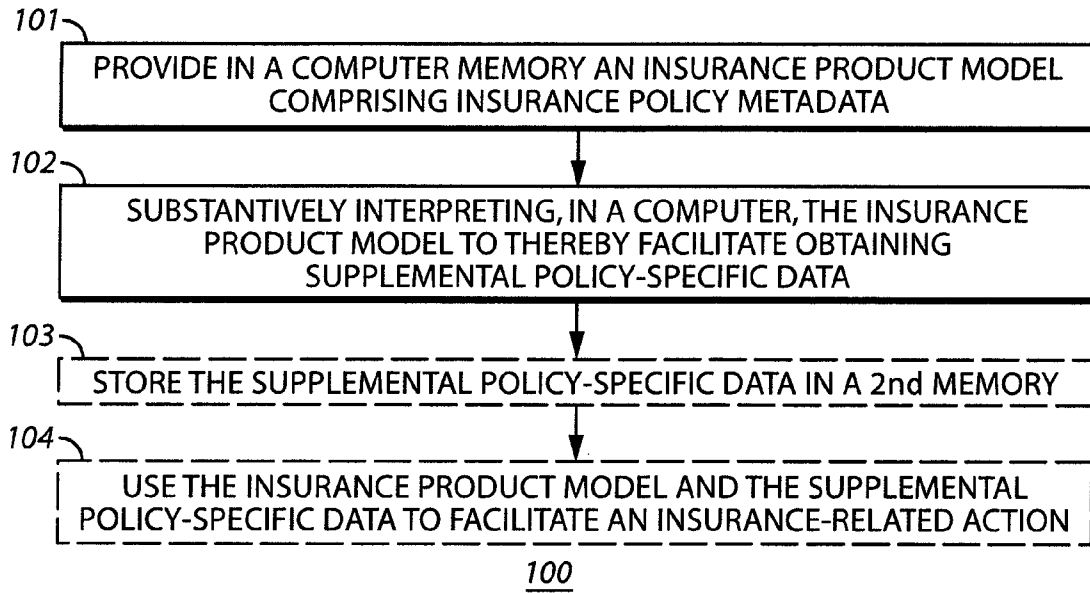 101
PROVIDE IN A COMPUTER MEMORY AN INSURANCE PRODUCT MODEL
COMPRISING INSURANCE POLICY METADATA
102
SUBSTANTIVELY INTERPRETING, IN A COMPUTER, THE INSURANCE
PRODUCT MODEL TO THEREBY FACILITATE OBTAINING
SUPPLEMENTAL POLICY-SPECIFIC DATA
103
STORE THE SUPPLEMENTAL POLICY-SPECIFIC DATA IN A 2nd MEMORY
104
USE THE INSURANCE PRODUCT MODEL AND THE SUPPLEMENTAL
POLICY-SPECIFIC DATA TO FACILITATE AN INSURANCE-RELATED ACTION
100